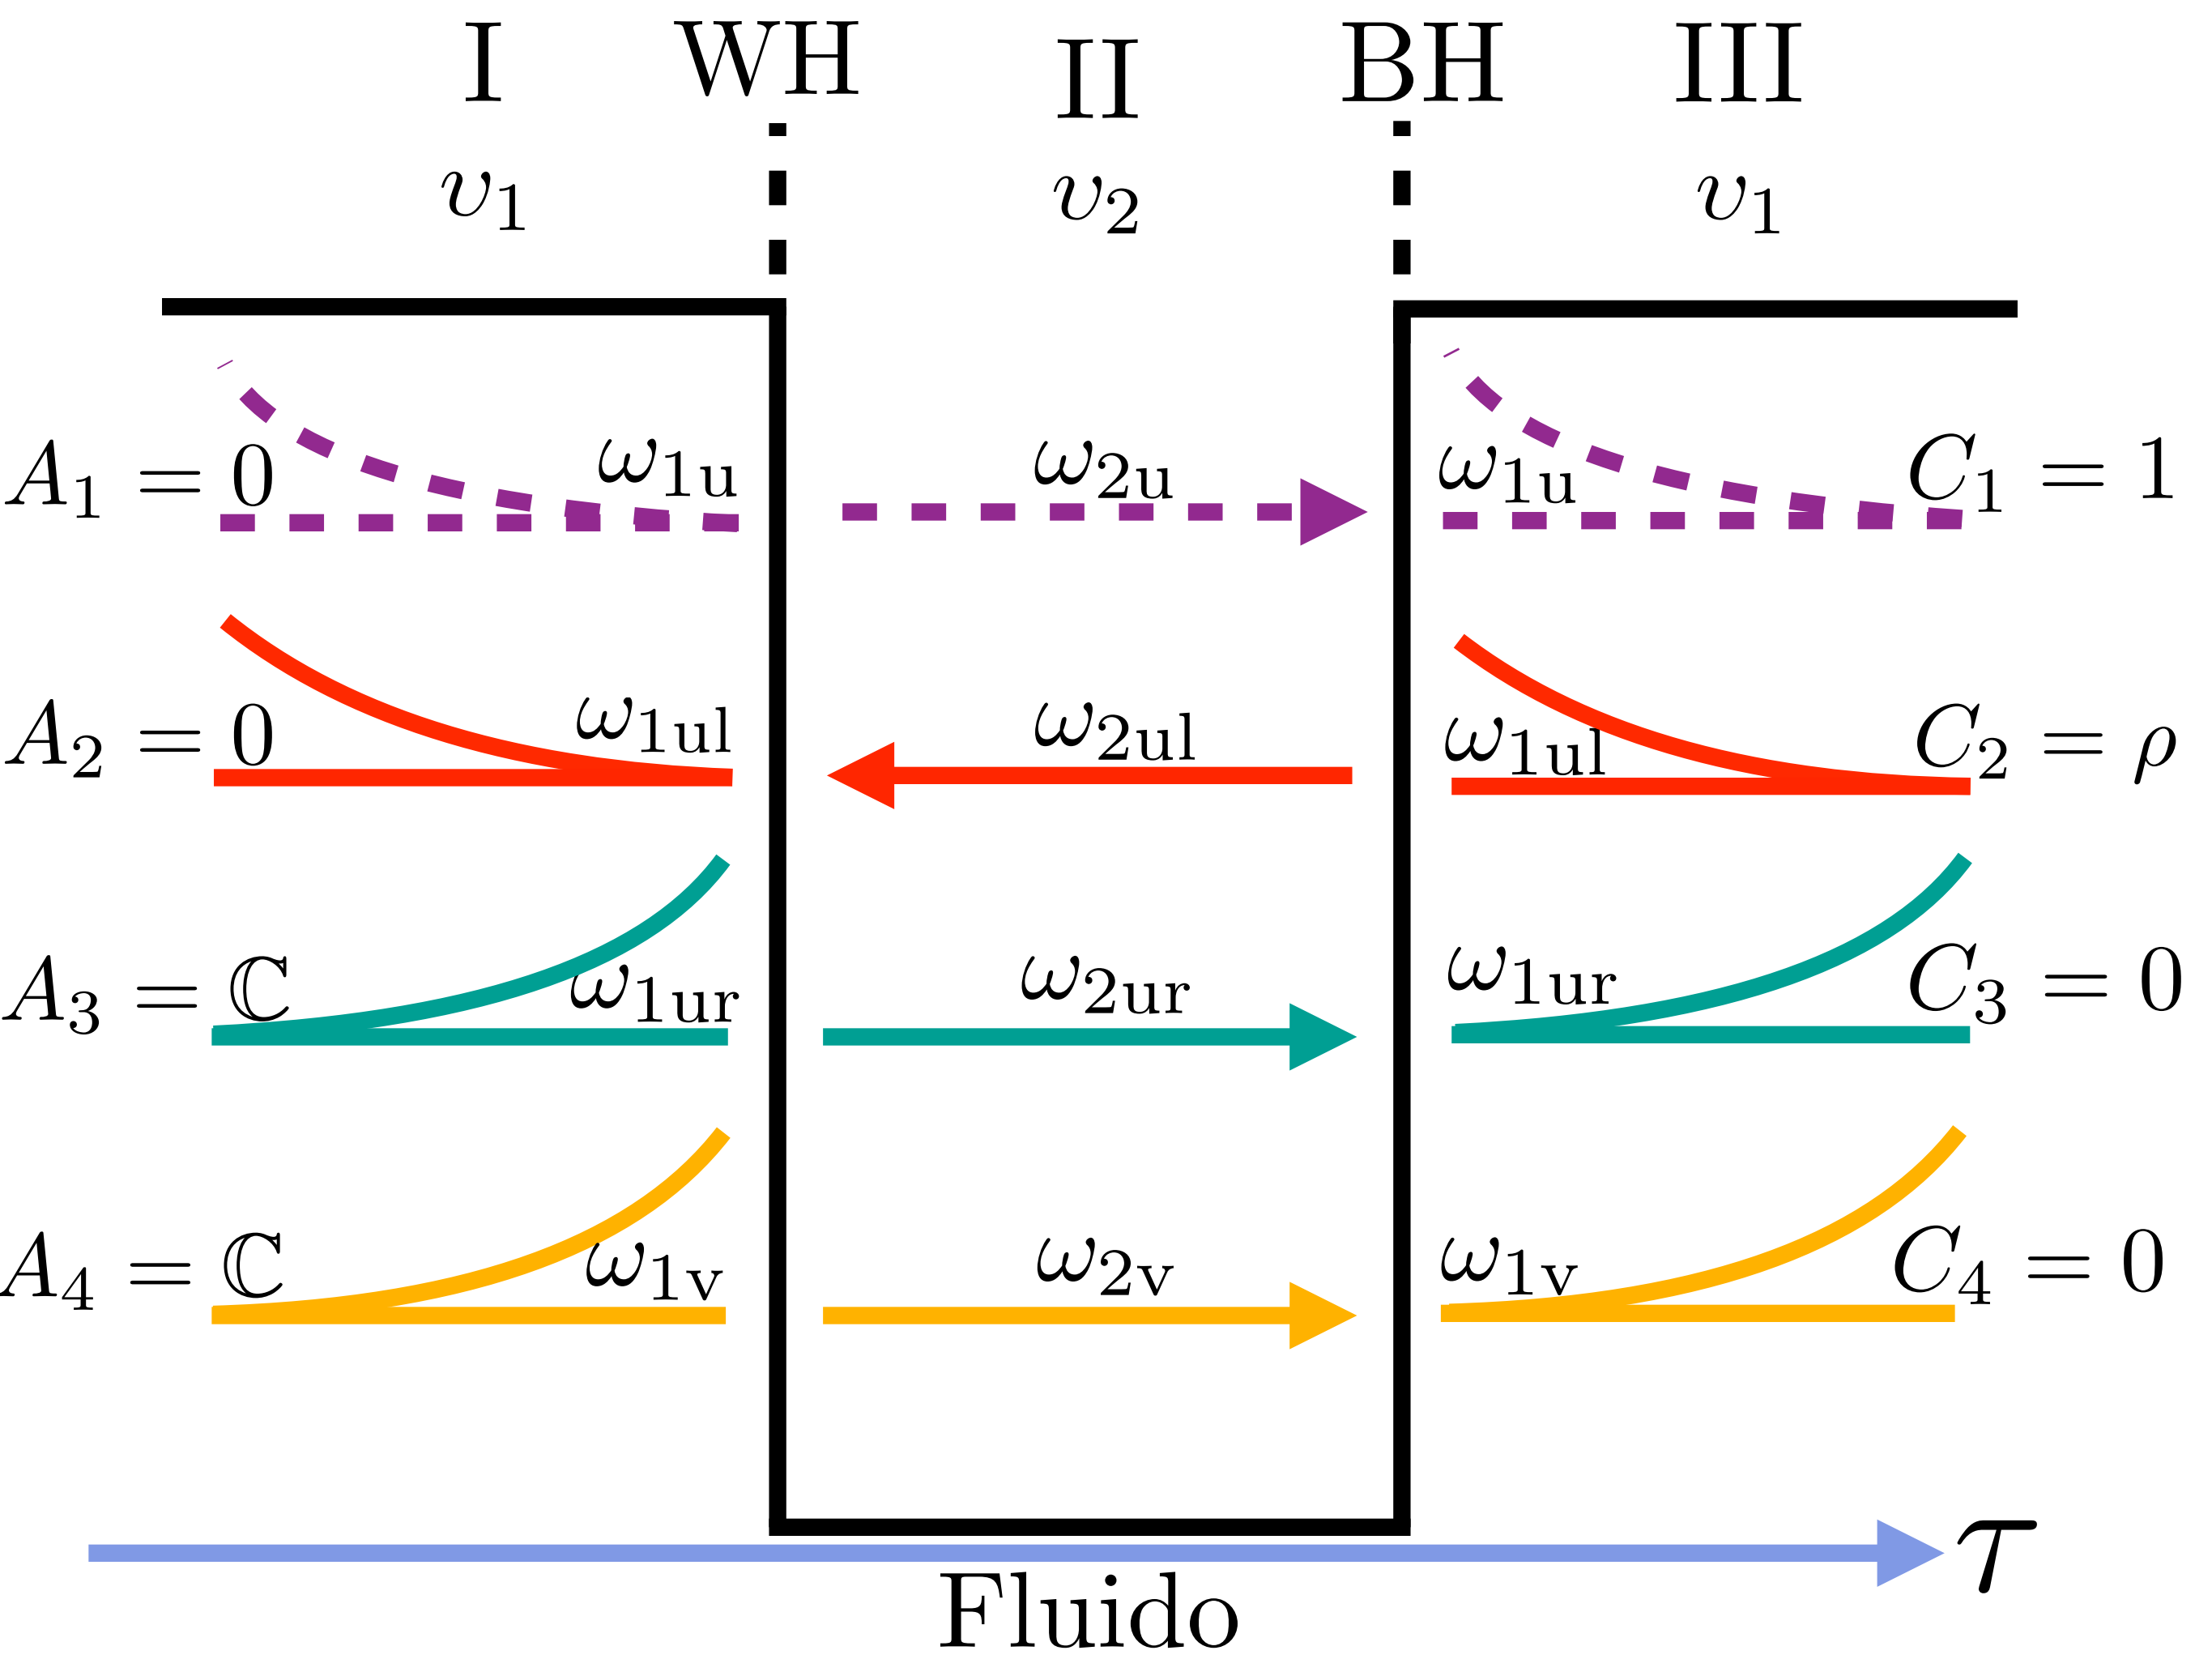 I WH II BH III
v₁ v₂ v₁
A₁ = 0 ω₁ᵤ ω₂ᵤ ω₁ᵤ C₁ = 1
A₂ = 0 ω₁ᵤₗ ω₂ᵤₗ ω₁ᵤₗ C₂ = ρ
A₃ = ℂ ω₁ᵤᵣ ω₂ᵤᵣ ω₁ᵤᵣ C₃ = 0
A₄ = ℂ ω₁ᵥ ω₂ᵥ ω₁ᵥ C₄ = 0
τ
Fluido